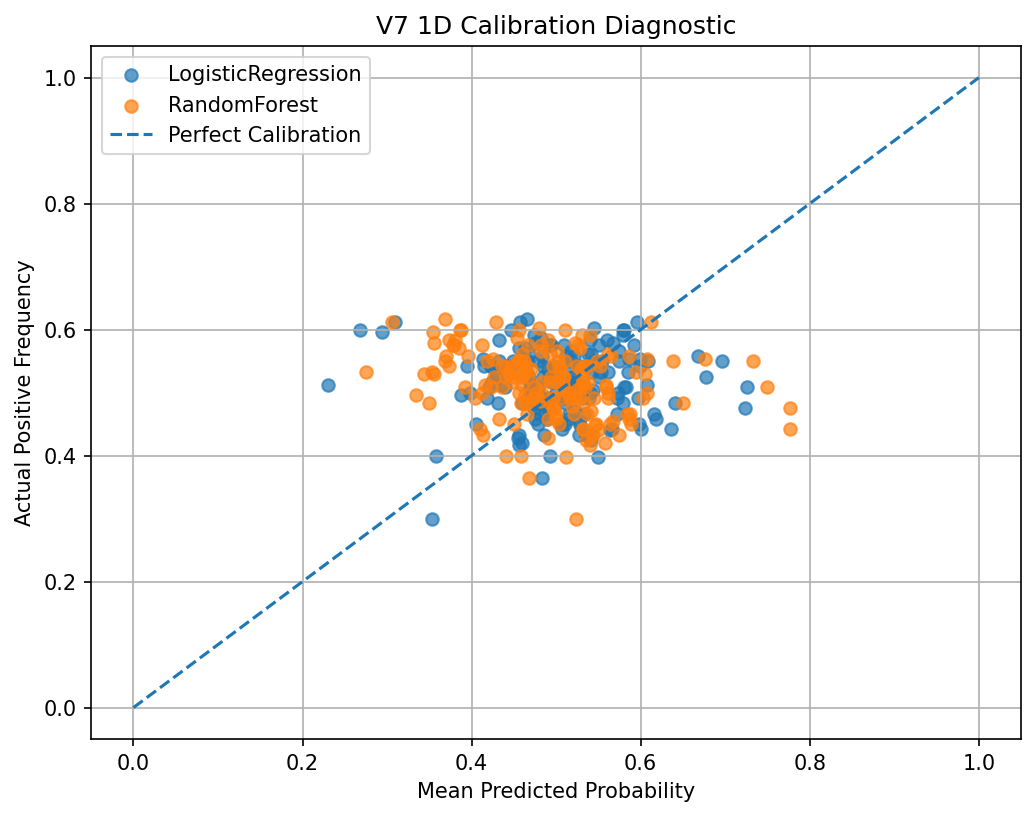 V7 1D Calibration Diagnostic
LogisticRegression
RandomForest
Perfect Calibration
Actual Positive Frequency
1.0
0.8
0.6
0.4
0.2
0.0
0.0 0.2 0.4 0.6 0.8 1.0
Mean Predicted Probability